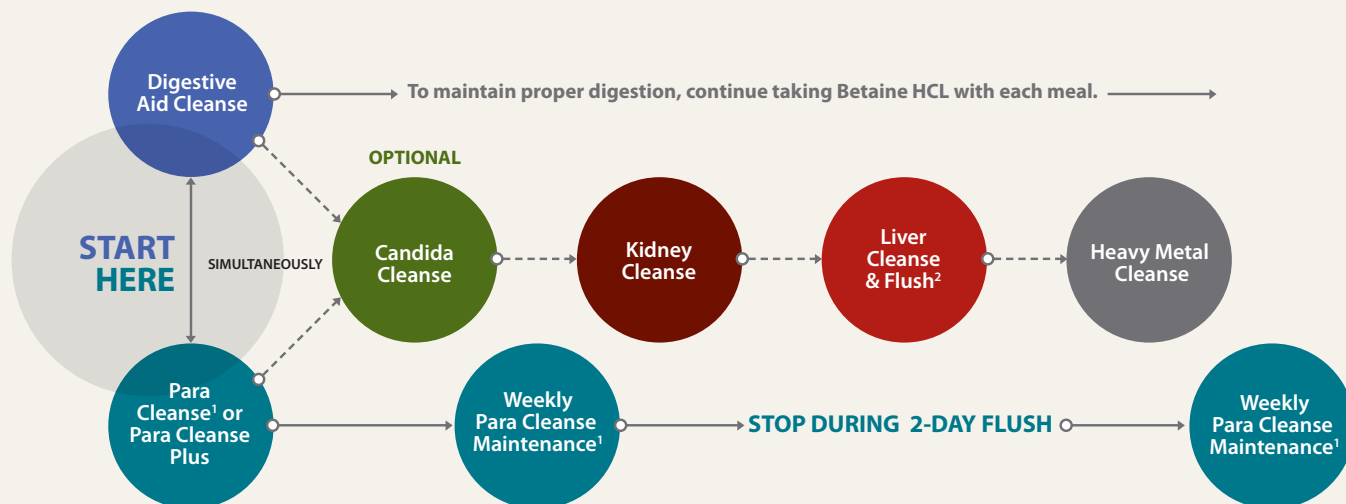 Digestive
Aid Cleanse
To maintain proper digestion, continue taking Betaine HCL with each meal.
OPTIONAL
START
HERE
SIMULTANEOUSLY
Candida
Cleanse
Kidney
Cleanse
Liver
Cleanse
& Flush²
Heavy Metal
Cleanse
Para
Cleanse¹ or
Para Cleanse
Plus
Weekly
Para Cleanse
Maintenance¹
STOP DURING 2-DAY FLUSH
Weekly
Para Cleanse
Maintenance¹